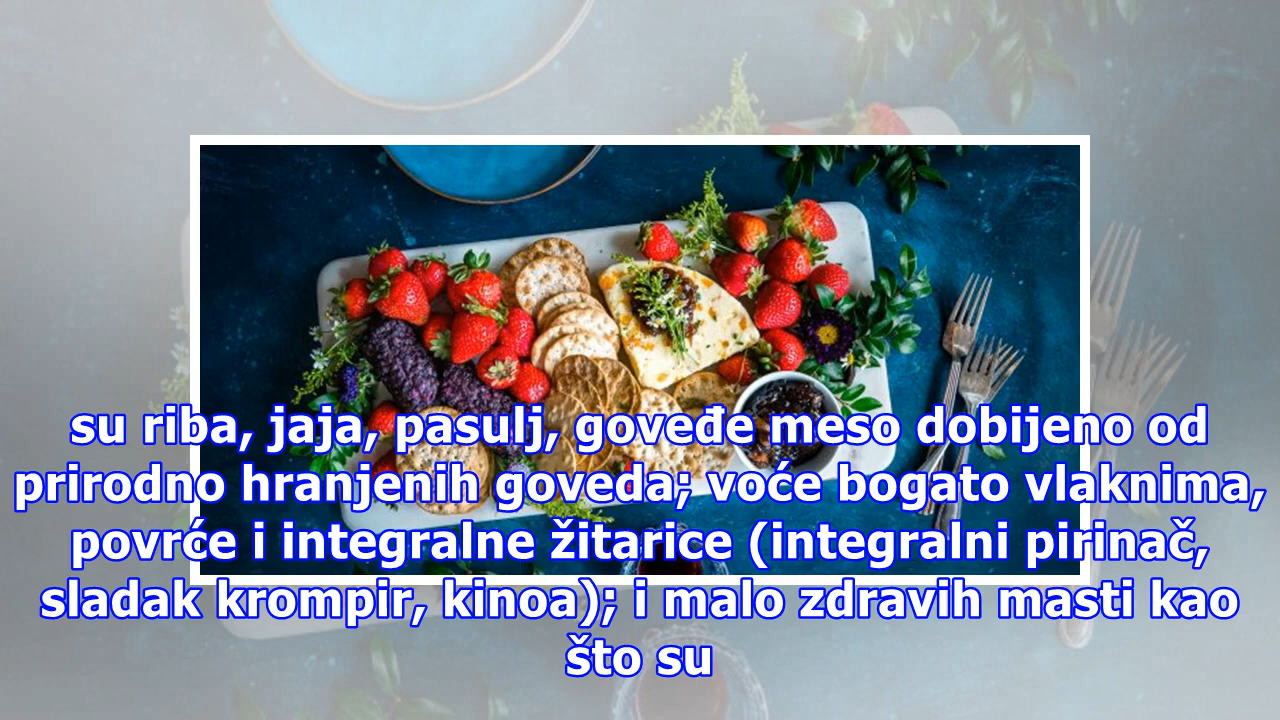 su riba, jaja, pasulj, goveđe meso dobijeno od
prirodno hranjenih goveda; voće bogato vlaknima,
povrće i integralne žitarice (integralni pirinač,
sladak krompir, kinoa); i malo zdravih masti kao
što su